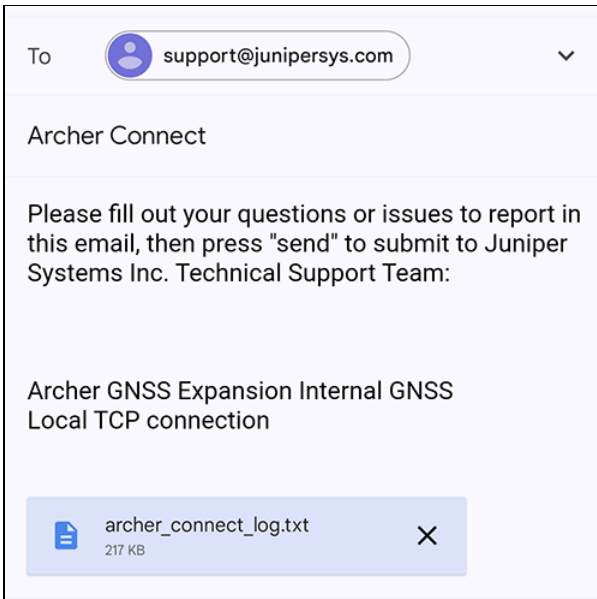 To
support@junipersys.com
Archer Connect
Please fill out your questions or issues to report in
this email, then press "send" to submit to Juniper
Systems Inc. Technical Support Team:
Archer GNSS Expansion Internal GNSS
Local TCP connection
archer_connect_log.txt
217 KB